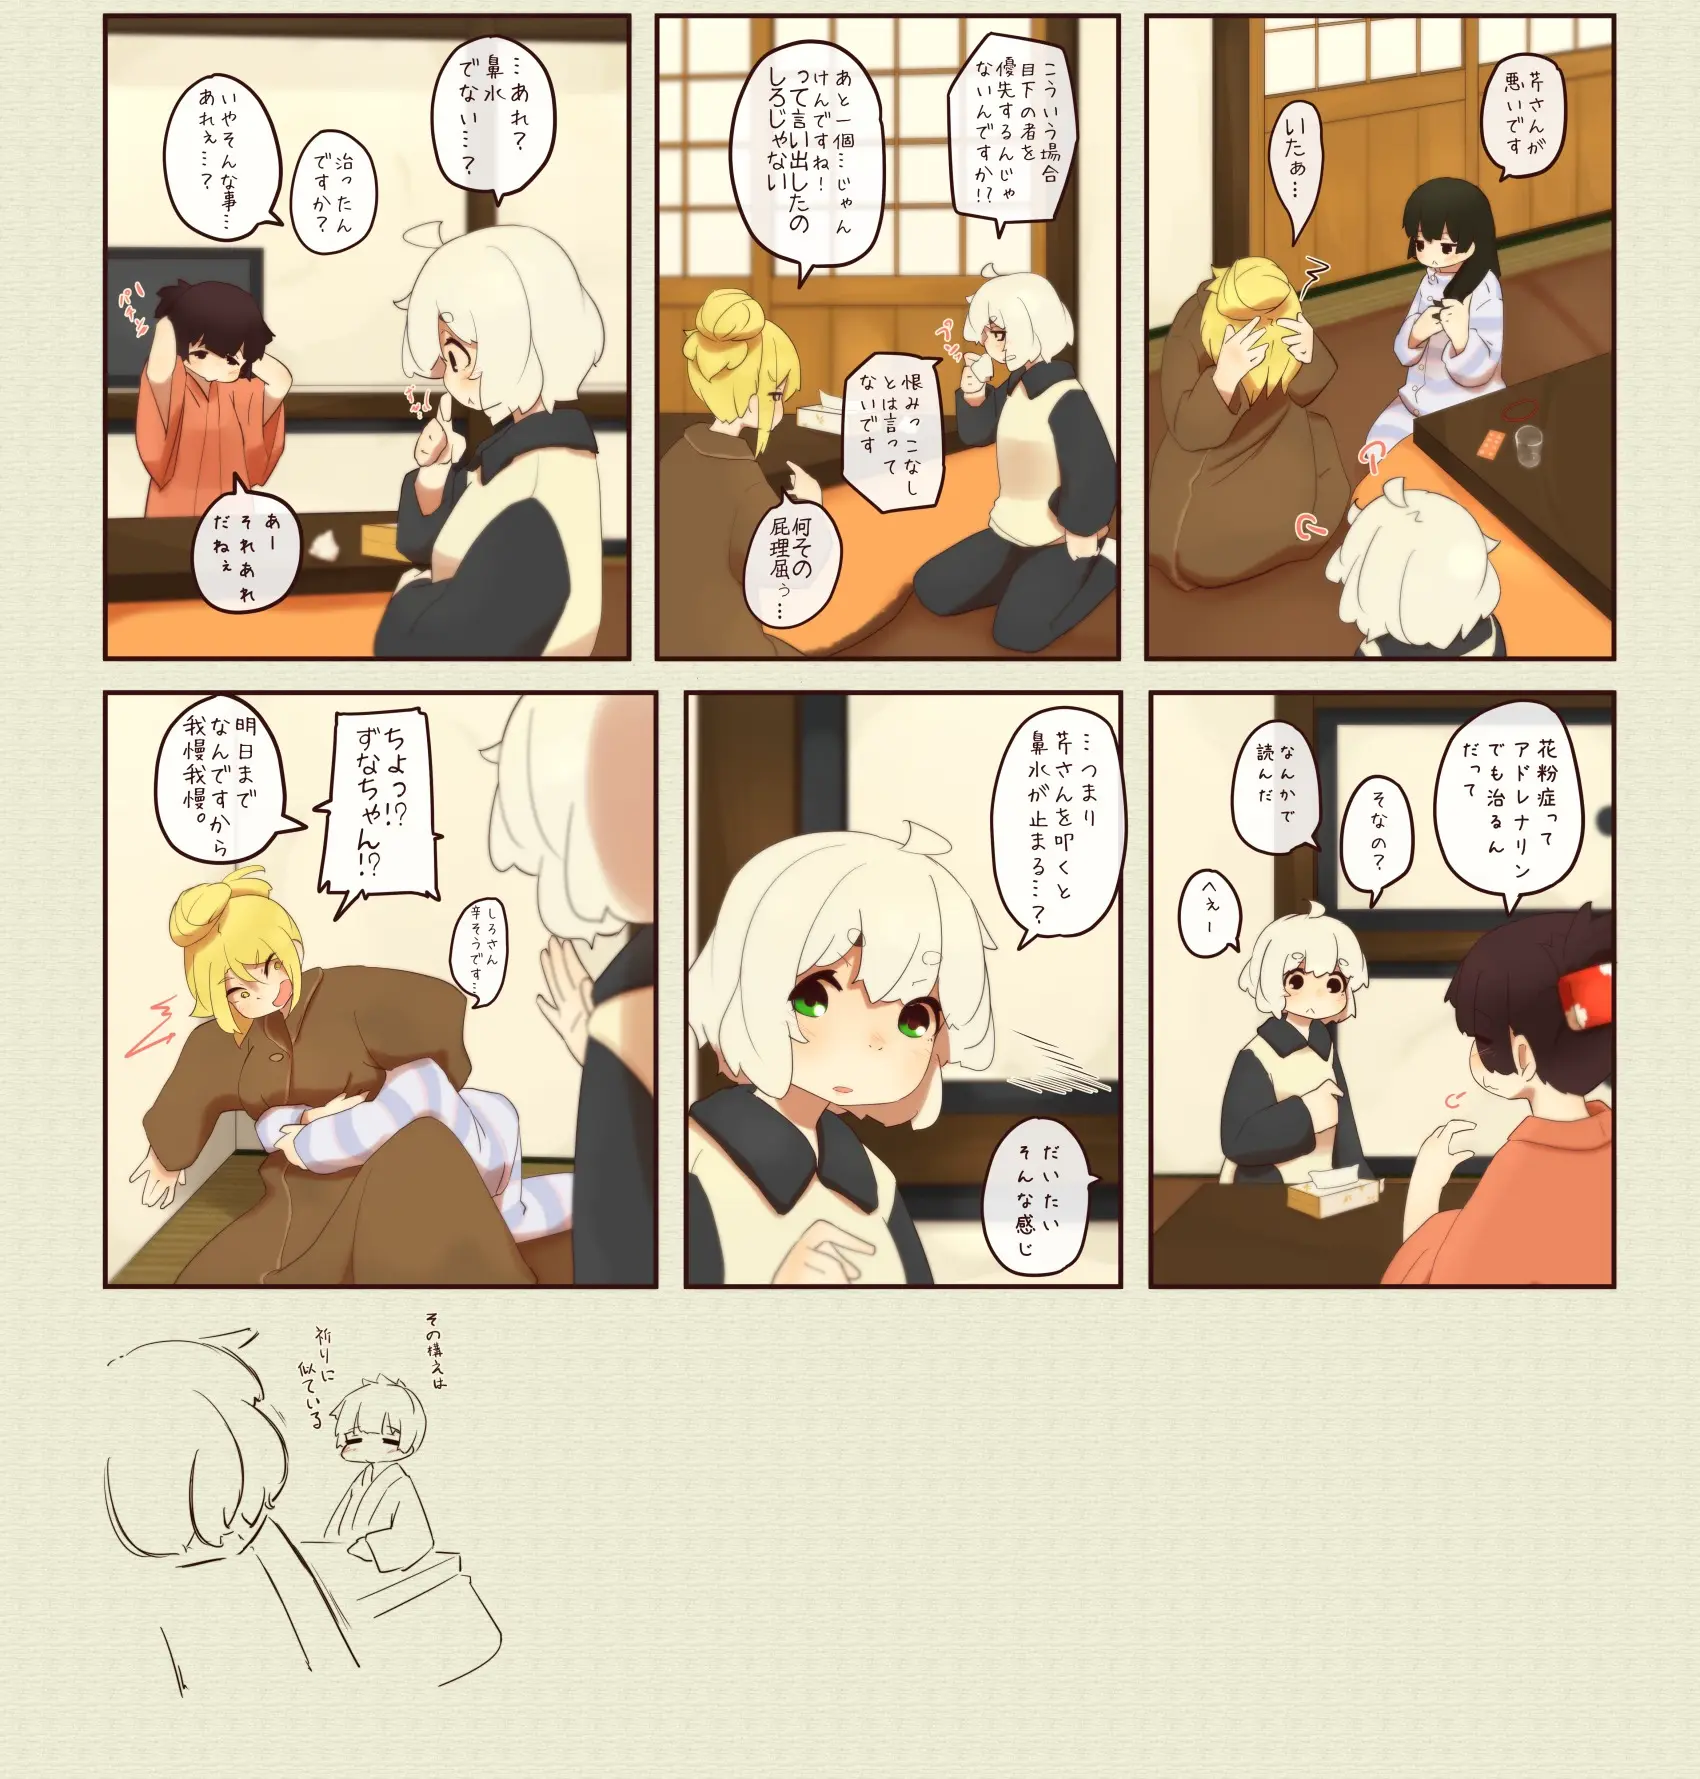 芹さんが
悪いです
いたぁ…
こういう場合
目下の者を
優先するんじゃ
ないんですか!?
あと一個…じゃん
けんですね！
って言い出したの
しろじゃない
恨みっこなし
とは言って
ないです
何その
屁理屈ぅ…
…あれ？
鼻水
でない…？
治ったん
ですか？
いやそんな事…
あれぇ…？
パチン
あー
それあれ
だねぇ
花粉症って
アドレナリン
でも治るん
だって
そなの？
なんかで
読んだ
へぇー
…つまり
芹さんを叩くと
鼻水が止まる…？
だいたい
そんな感じ
ちょっ!?
ずなちゃん!?
しろさん
辛そうです…
明日まで
なんですから
我慢我慢。
その構えは
祈りに
似ている